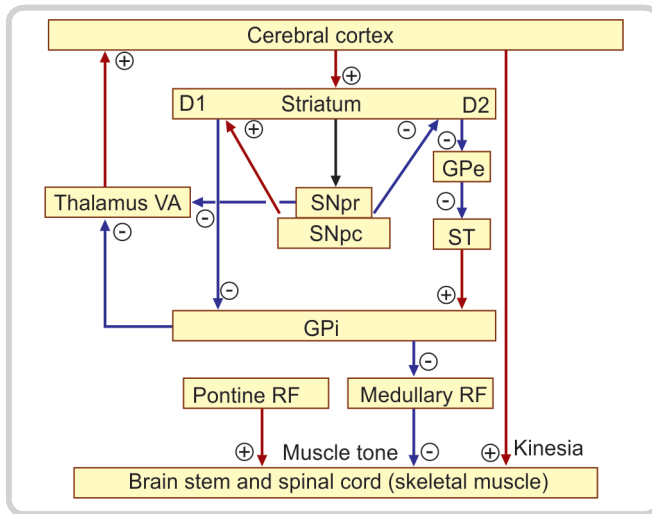 Cerebral cortex
+
+
D1 Striatum D2
+
-
-
GPe
Thalamus VA
-
SNpr
-
-
SNpc
ST
-
+
GPi
-
Pontine RF
Medullary RF
+
Muscle tone
-
+
Kinesia
Brain stem and spinal cord (skeletal muscle)